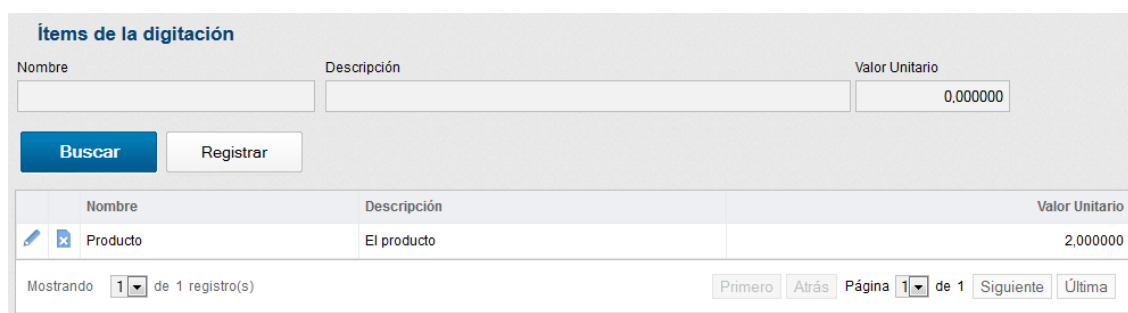 Ítems de la digitación
Nombre Descripción Valor Unitario
0,000000
Buscar Registrar
Nombre Descripción Valor Unitario
Producto El producto 2,000000
Mostrando 1 de 1 registro(s) Primero Atrás Página 1 de 1 Siguiente Última